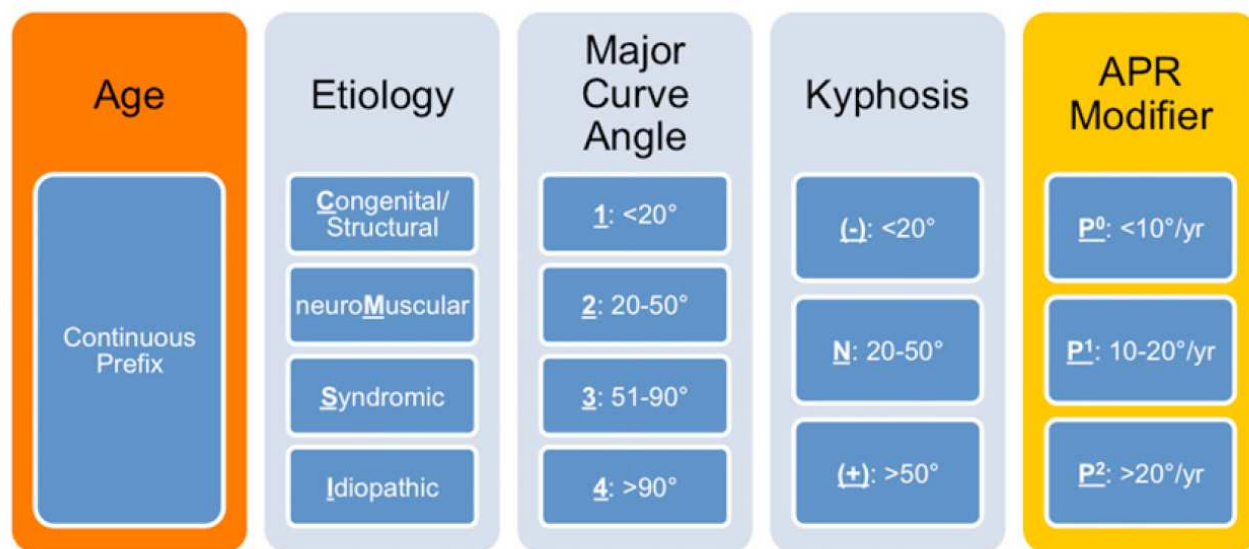 Age
Continuous
Prefix
Etiology
Congenital/
Structural
neuroMuscular
Syndromic
Idiopathic
Major
Curve
Angle
1: <20°
2: 20-50°
3: 51-90°
4: >90°
Kyphosis
(-): <20°
N: 20-50°
(+): >50°
APR
Modifier
P⁰: <10°/yr
P¹: 10-20°/yr
P²: >20°/yr